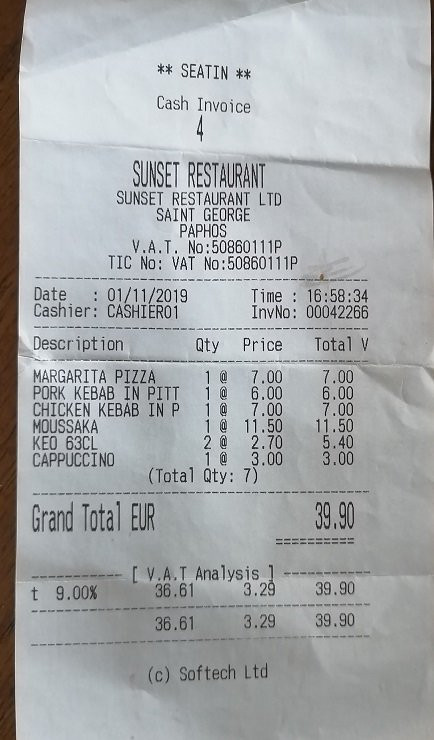 ** SEATIN **
Cash Invoice
4
SUNSET RESTAURANT
SUNSET RESTAURANT LTD
SAINT GEORGE
PAPHOS
V.A.T. No:50860111P
TIC No: VAT No:50860111P
Date : 01/11/2019 Time : 16:58:34
Cashier: CASHIER01 InvNo: 00042266
Description Qty Price Total V
MARGARITA PIZZA 1 @ 7.00 7.00
PORK KEBAB IN PITT 1 @ 6.00 6.00
CHICKEN KEBAB IN P 1 @ 7.00 7.00
MOUSSAKA 1 @ 11.50 11.50
KEO 63CL 2 @ 2.70 5.40
CAPPUCCINO 1 @ 3.00 3.00
(Total Qty: 7)
Grand Total EUR 39.90
==========
---------- [ V.A.T Analysis ] ----------
t 9.00% 36.61 3.29 39.90
36.61 3.29 39.90
(c) Softech Ltd